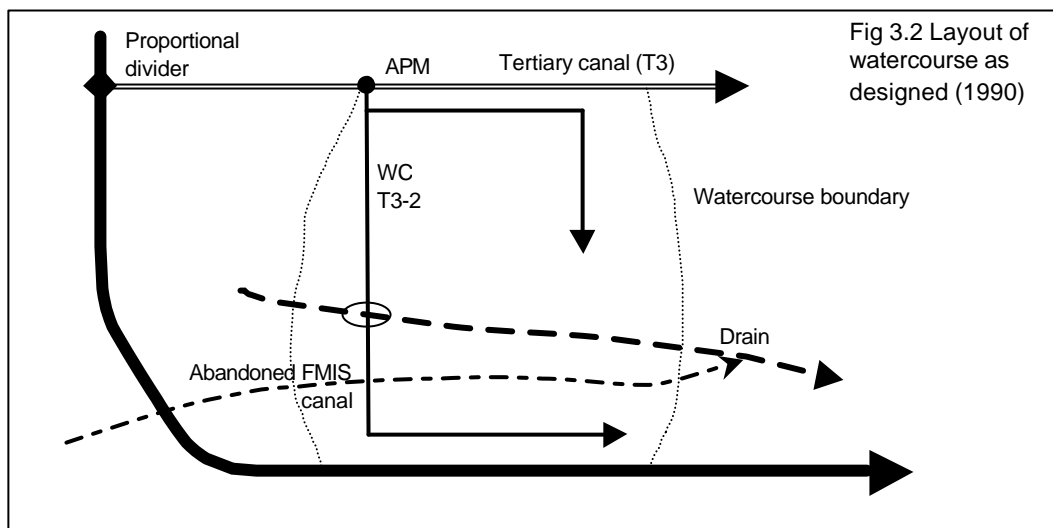 Proportional
divider
APM
Tertiary canal (T3)
Fig 3.2 Layout of
watercourse as
designed (1990)
WC
T3-2
Watercourse boundary
Drain
Abandoned FMIS
canal